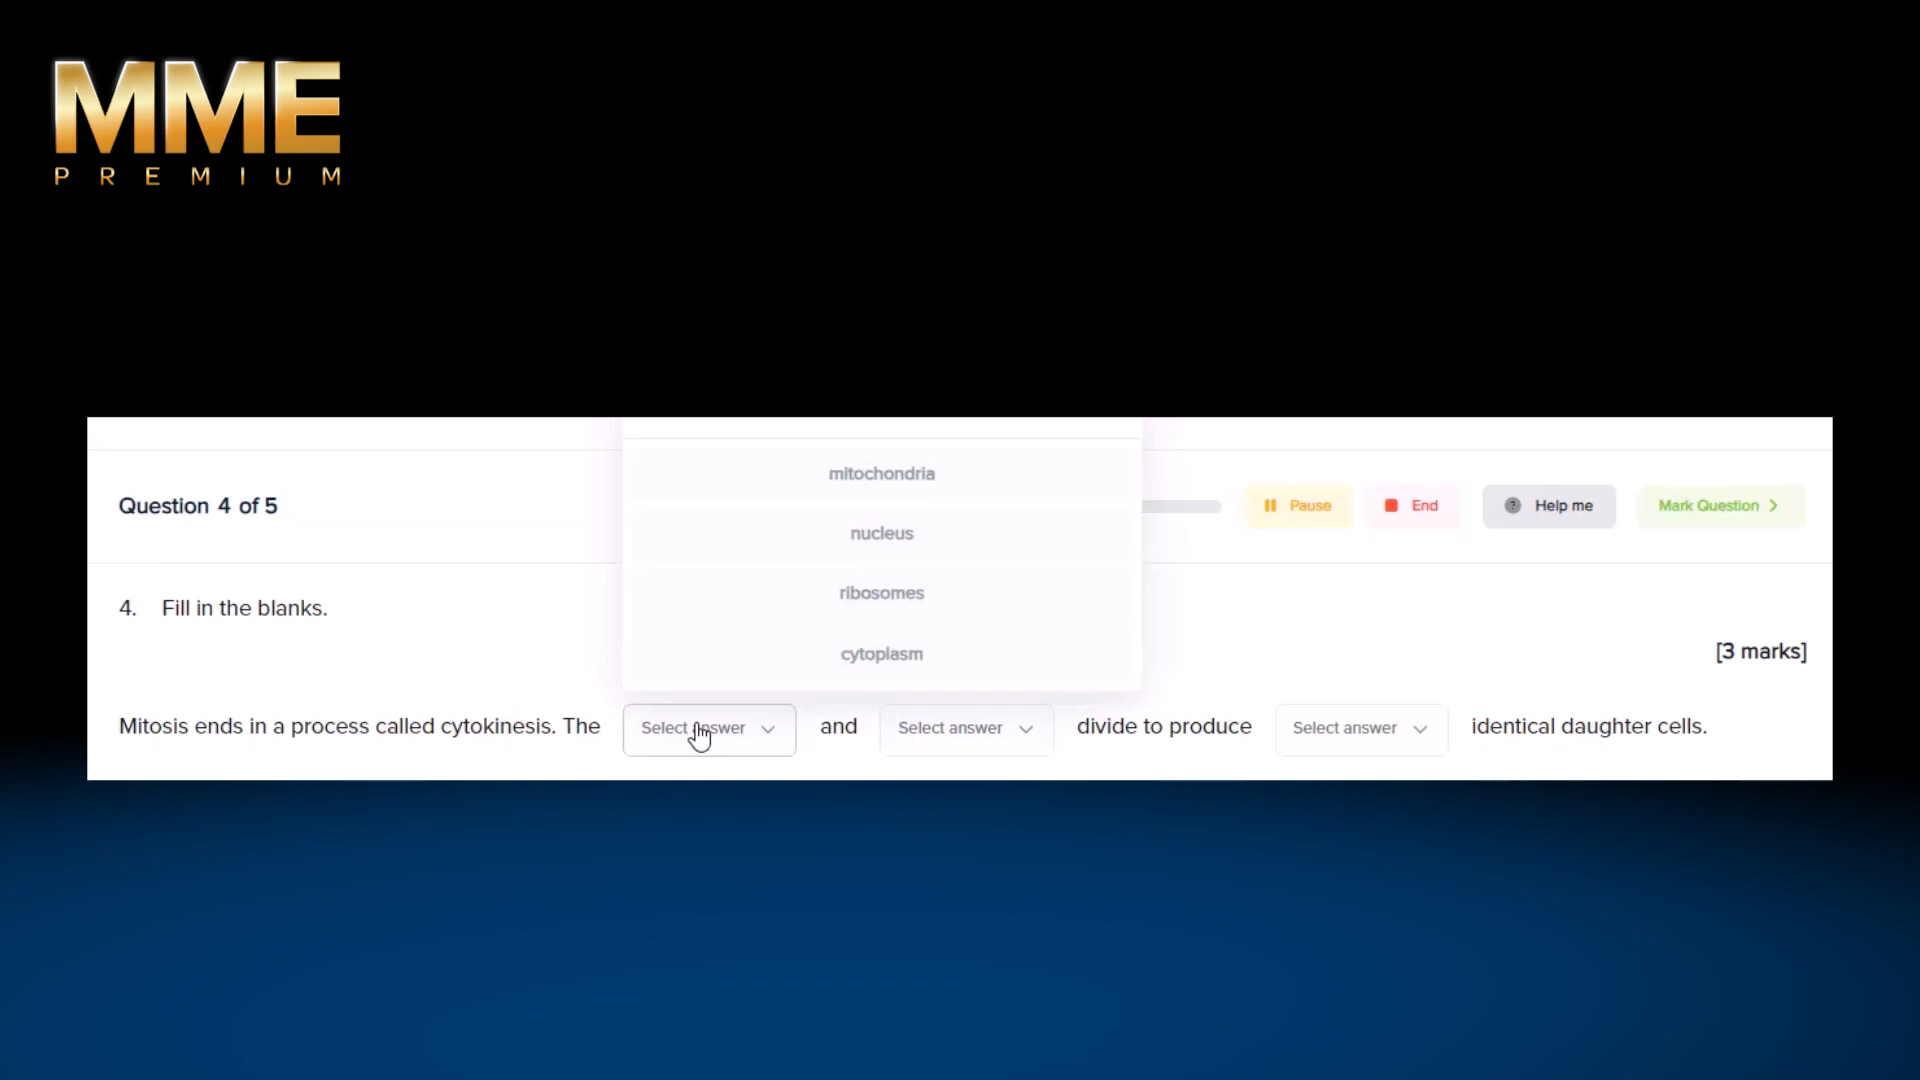 MME
PREMIUM
mitochondria
Question 4 of 5
Pause
End
Help me
Mark Question
nucleus
ribosomes
4. Fill in the blanks.
cytoplasm
[3 marks]
Mitosis ends in a process called cytokinesis. The Select answer and Select answer divide to produce Select answer identical daughter cells.